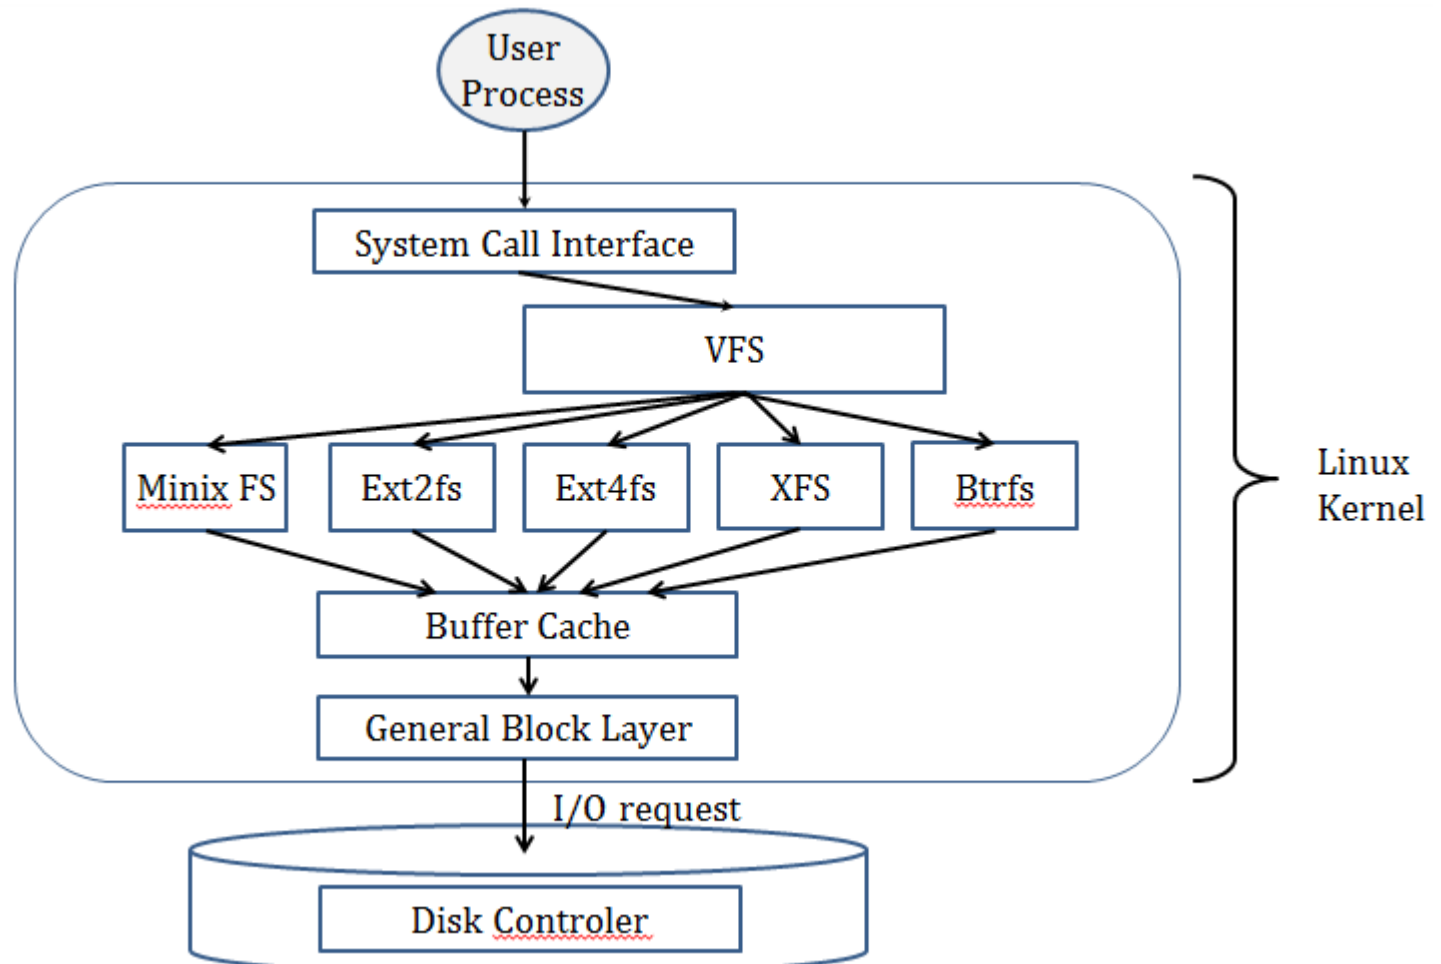 User
Process
System Call Interface
VFS
Minix FS
Ext2fs
Ext4fs
XFS
Btrfs
Linux
Kernel
Buffer Cache
General Block Layer
I/O request
Disk Controler